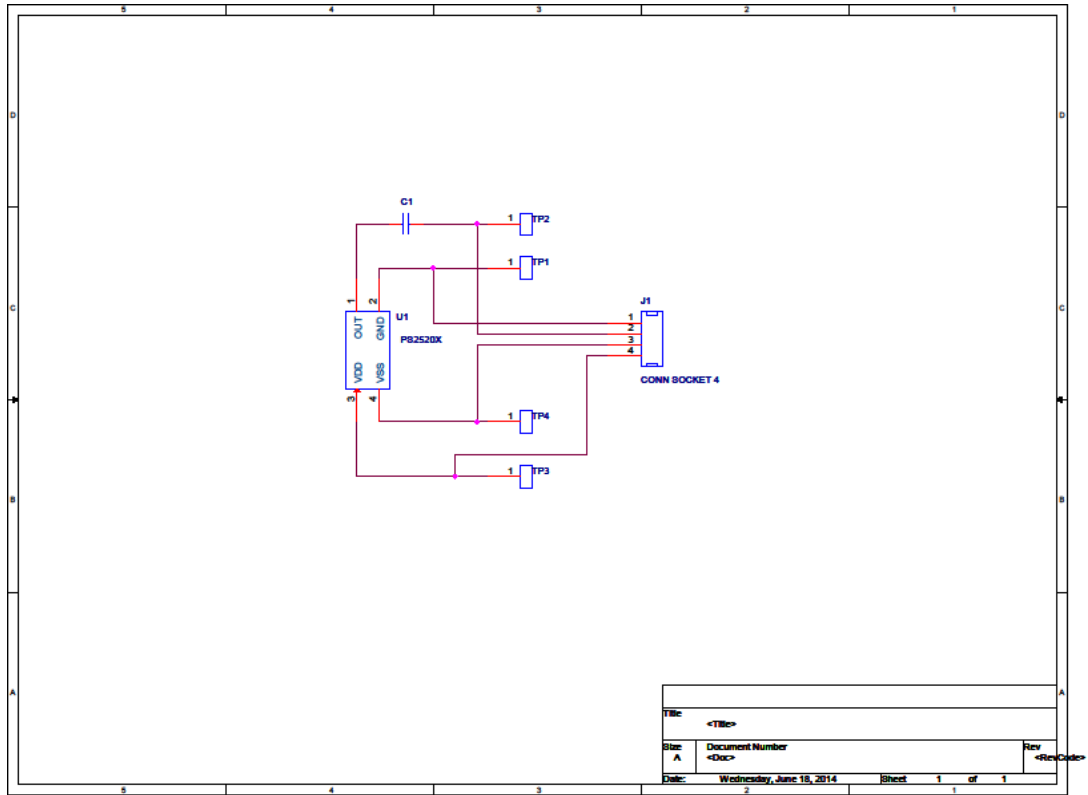 5 4 3 2 1
D D
C1
1 TP2
1 TP1
1 2
J1
C C
U1
OUT GND
PS2520X
VDD VSS
1
2
3
4
CONN SOCKET 4
3 4
1 TP4
1 TP3
B B
A A
Title
<Title>
Size Document Number Rev
A <Doc> <RevCode>
Date: Wednesday, June 18, 2014 Sheet 1 of 1
5 4 3 2 1